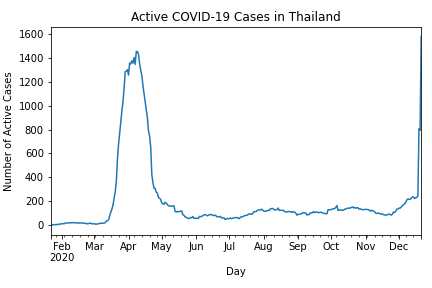 Active COVID-19 Cases in Thailand
1600
1400
1200
1000
800
600
400
200
0
Number of Active Cases
Feb Mar Apr May Jun Jul Aug Sep Oct Nov Dec
2020
Day